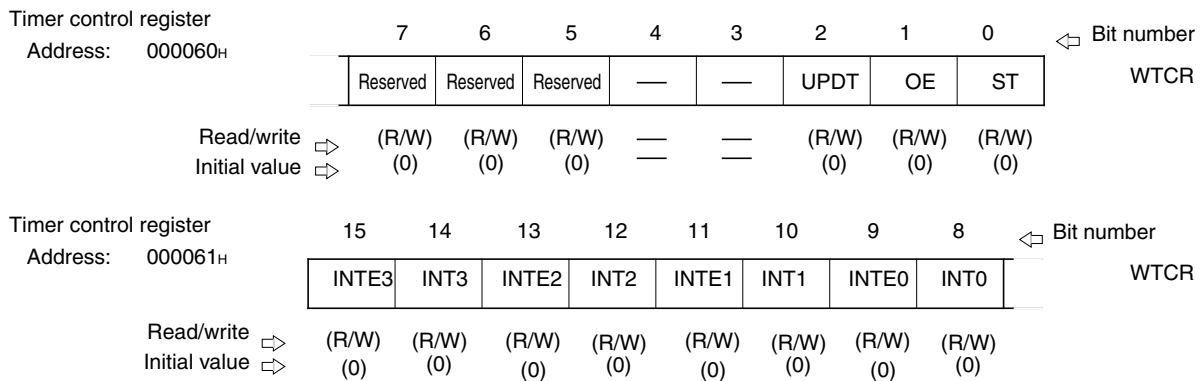 Timer control register
7 6 5 4 3 2 1 0 Bit number
Address: 000060H
Reserved Reserved Reserved — — UPDT OE ST WTCR
Read/write (R/W) (R/W) (R/W) — — (R/W) (R/W) (R/W)
Initial value (0) (0) (0) — — (0) (0) (0)
Timer control register
15 14 13 12 11 10 9 8 Bit number
Address: 000061H
INTE3 INT3 INTE2 INT2 INTE1 INT1 INTE0 INT0 WTCR
Read/write (R/W) (R/W) (R/W) (R/W) (R/W) (R/W) (R/W) (R/W)
Initial value (0) (0) (0) (0) (0) (0) (0) (0)